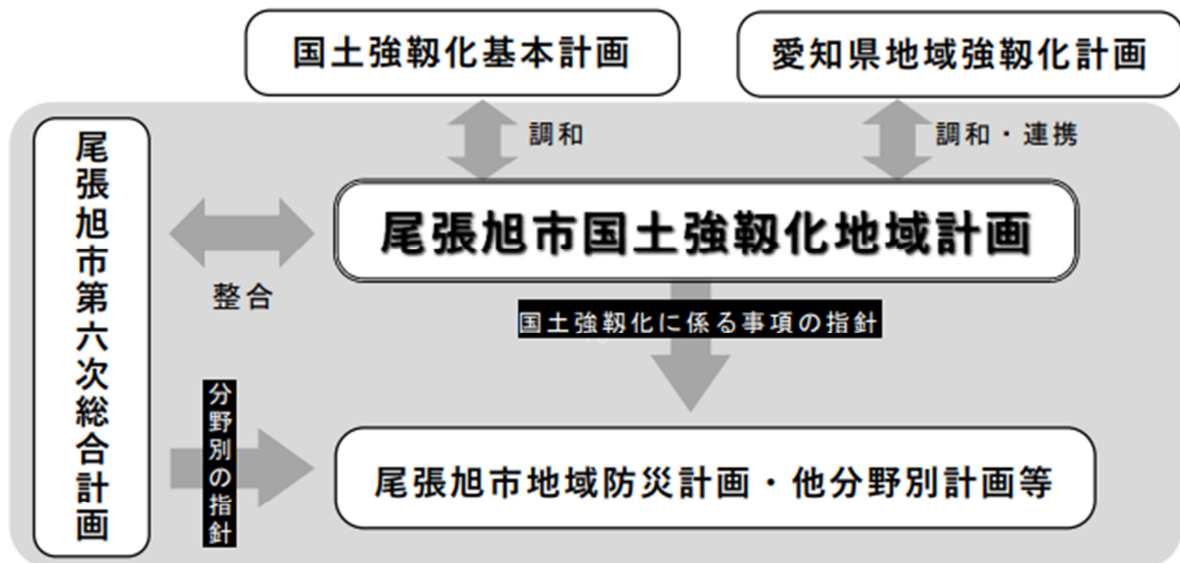 国土強靱化基本計画
愛知県地域強靱化計画
調和
調和・連携
尾張旭市第六次総合計画
尾張旭市国土強靱化地域計画
整合
国土強靱化に係る事項の指針
分野別の指針
尾張旭市地域防災計画・他分野別計画等